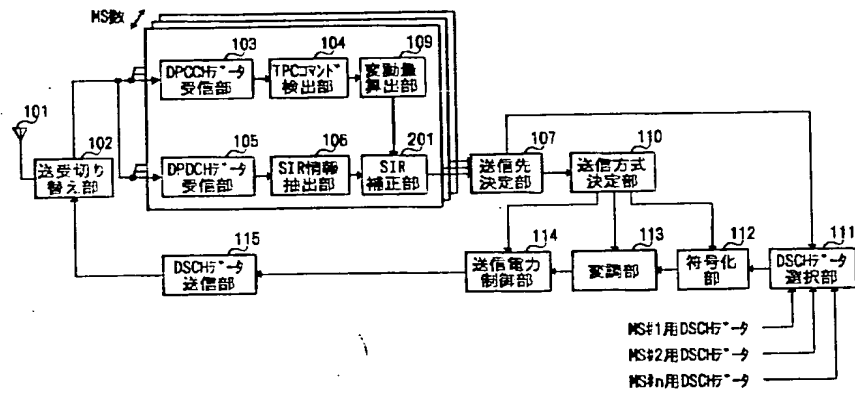 MS数
103
DPCCHデータ
受信部
104
TPCコマンド
検出部
109
変動量
算出部
101
102
送受切り
替え部
105
DPDCHデータ
受信部
106
SIR情報
抽出部
201
SIR
補正部
107
送信先
決定部
110
送信方式
決定部
115
DSCHデータ
送信部
114
送信電力
制御部
113
変調部
112
符号化
部
111
DSCHデータ
選択部
MS#1用DSCHデータ
MS#2用DSCHデータ
MS#n用DSCHデータ